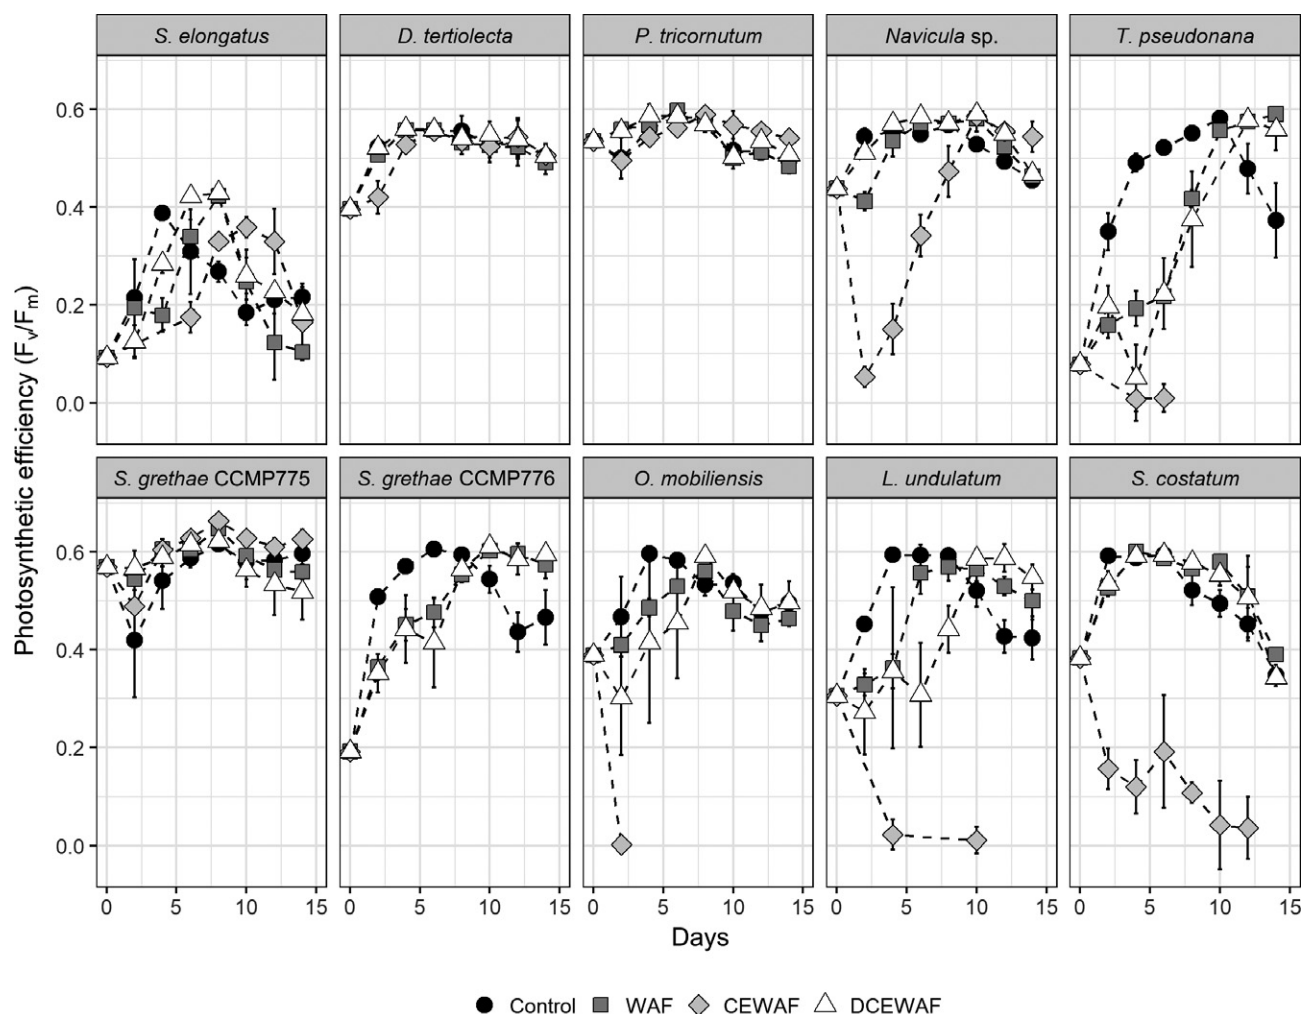 S. elongatus D. tertiolecta P. tricornutum Navicula sp. T. pseudonana
0.6
0.4
0.2
0.0
S. grethae CCMP775 S. grethae CCMP776 O. mobiliensis L. undulatum S. costatum
0.6
0.4
0.2
0.0
Photosynthetic efficiency (Fv/Fm)
0 5 10 15 0 5 10 15 0 5 10 15 0 5 10 15 0 5 10 15
Days
Control WAF CEWAF DCEWAF